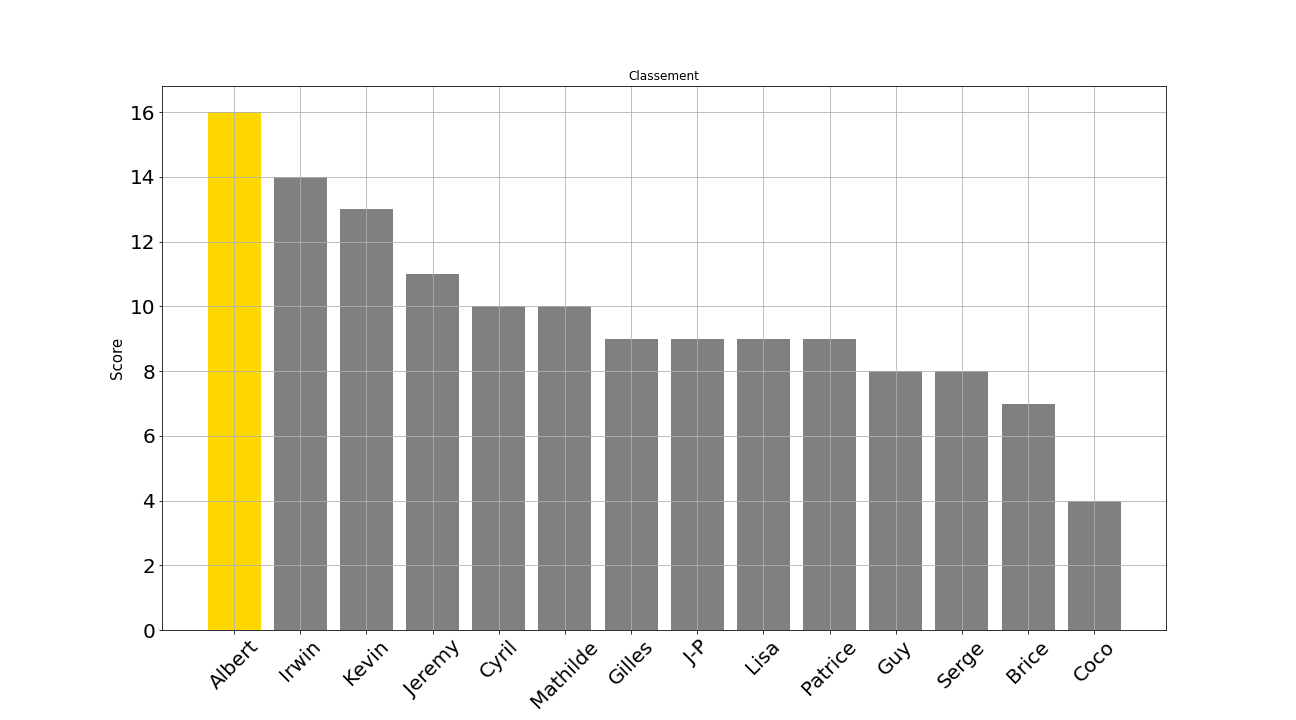 Classement
Score
16
14
12
10
8
6
4
2
0
Albert
Irwin
Kevin
Jeremy
Cyril
Mathilde
Gilles
J-P
Lisa
Patrice
Guy
Serge
Brice
Coco